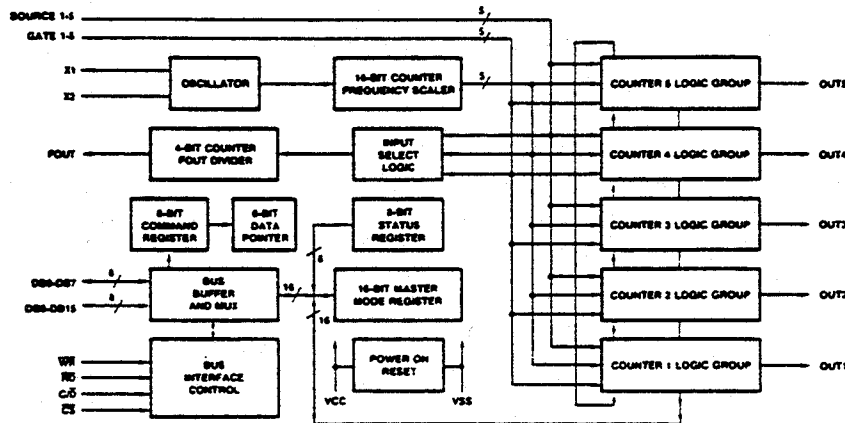 SOURCE 1-5
GATE 1-5
5
5
X1
X2
OSCILLATOR
16-BIT COUNTER
FREQUENCY SCALER
5
COUNTER 5 LOGIC GROUP
OUT5
FOUT
4-BIT COUNTER
FOUT DIVIDER
INPUT
SELECT
LOGIC
COUNTER 4 LOGIC GROUP
OUT4
8-BIT
COMMAND
REGISTER
6-BIT
DATA
POINTER
8-BIT
STATUS
REGISTER
COUNTER 3 LOGIC GROUP
OUT3
8
DB0-DB7
8
DB8-DB15
8
BUS
BUFFER
AND MUX
16
16
16-BIT MASTER
MODE REGISTER
COUNTER 2 LOGIC GROUP
OUT2
WR
RD
C/D
CS
BUS
INTERFACE
CONTROL
POWER ON
RESET
VCC
VSS
COUNTER 1 LOGIC GROUP
OUT1